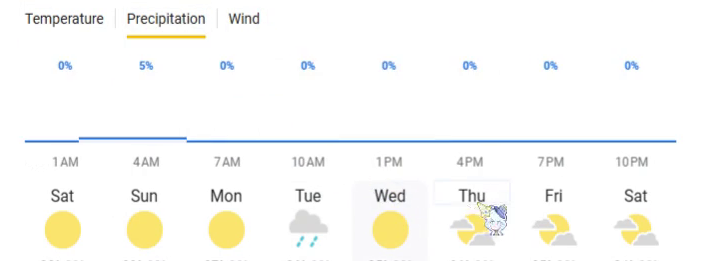 Temperature Precipitation Wind
0% 5% 0% 0% 0% 0% 0% 0%
1 AM 4 AM 7 AM 10 AM 1 PM 4 PM 7 PM 10 PM
Sat Sun Mon Tue Wed Thu Fri Sat